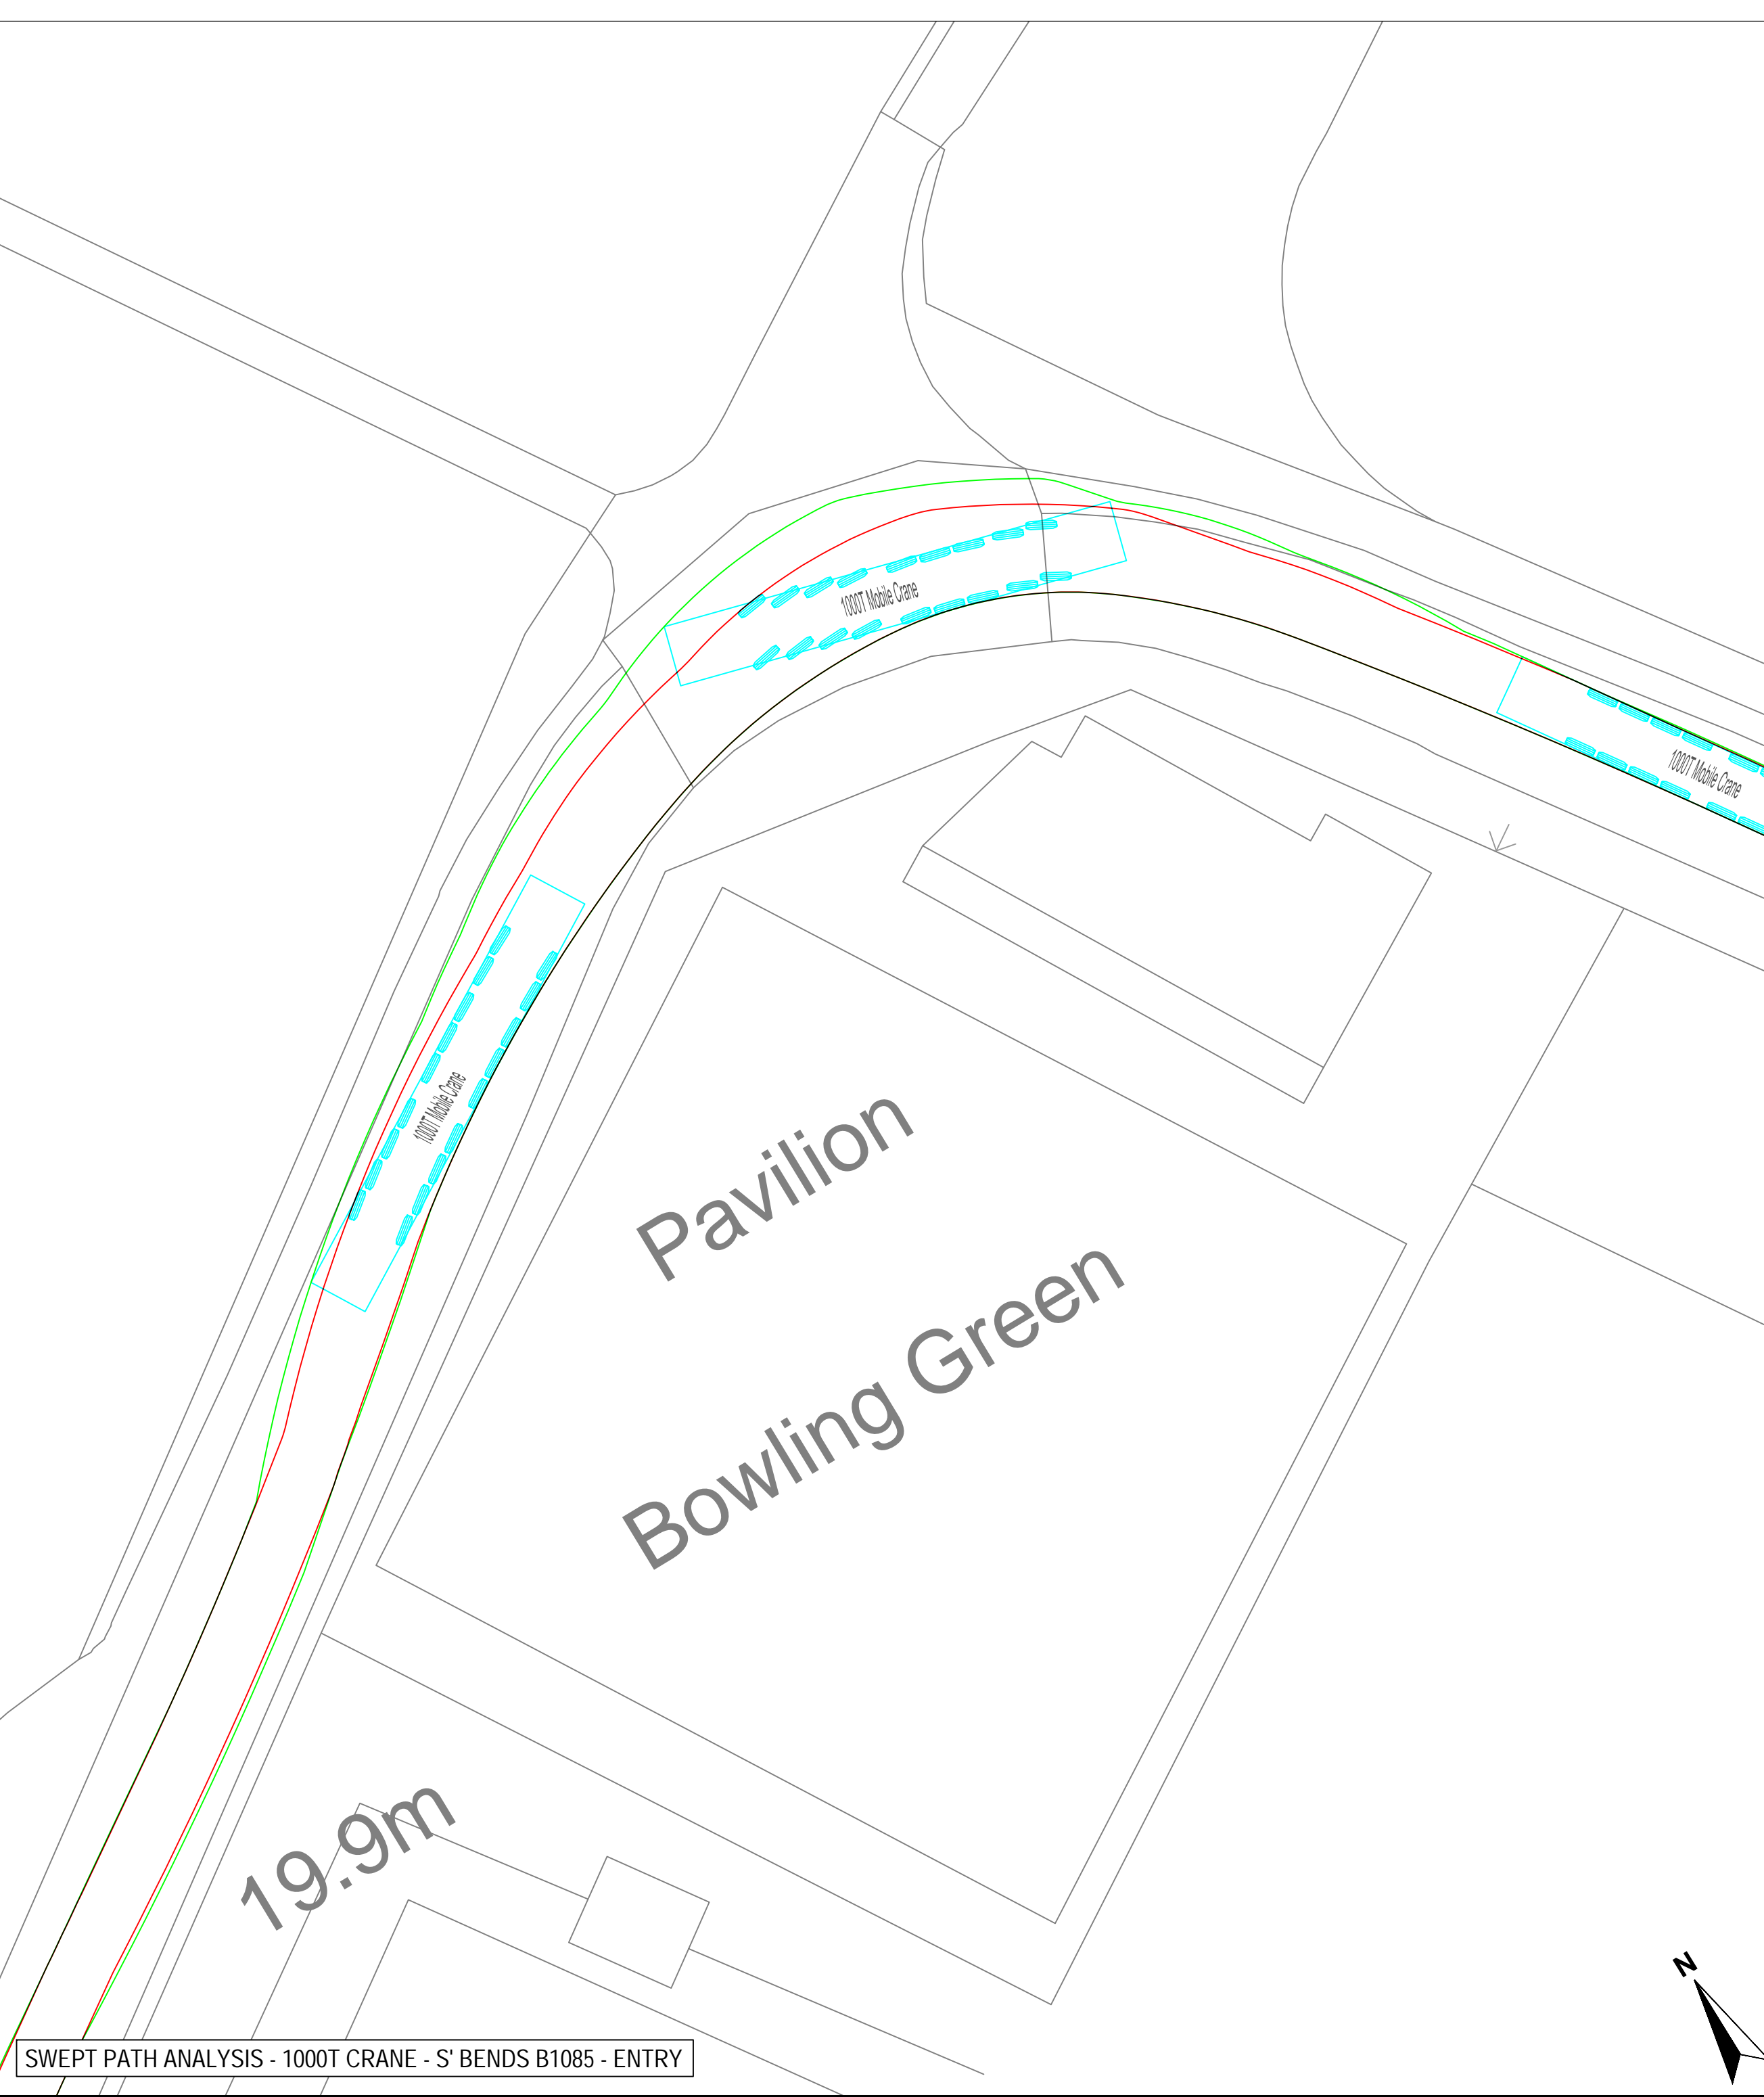 1000T Mobile Crane
1000T Mobile Crane
1000T Mobile Crane
Pavilion
Bowling Green
19.9m
N
SWEPT PATH ANALYSIS - 1000T CRANE - S' BENDS B1085 - ENTRY